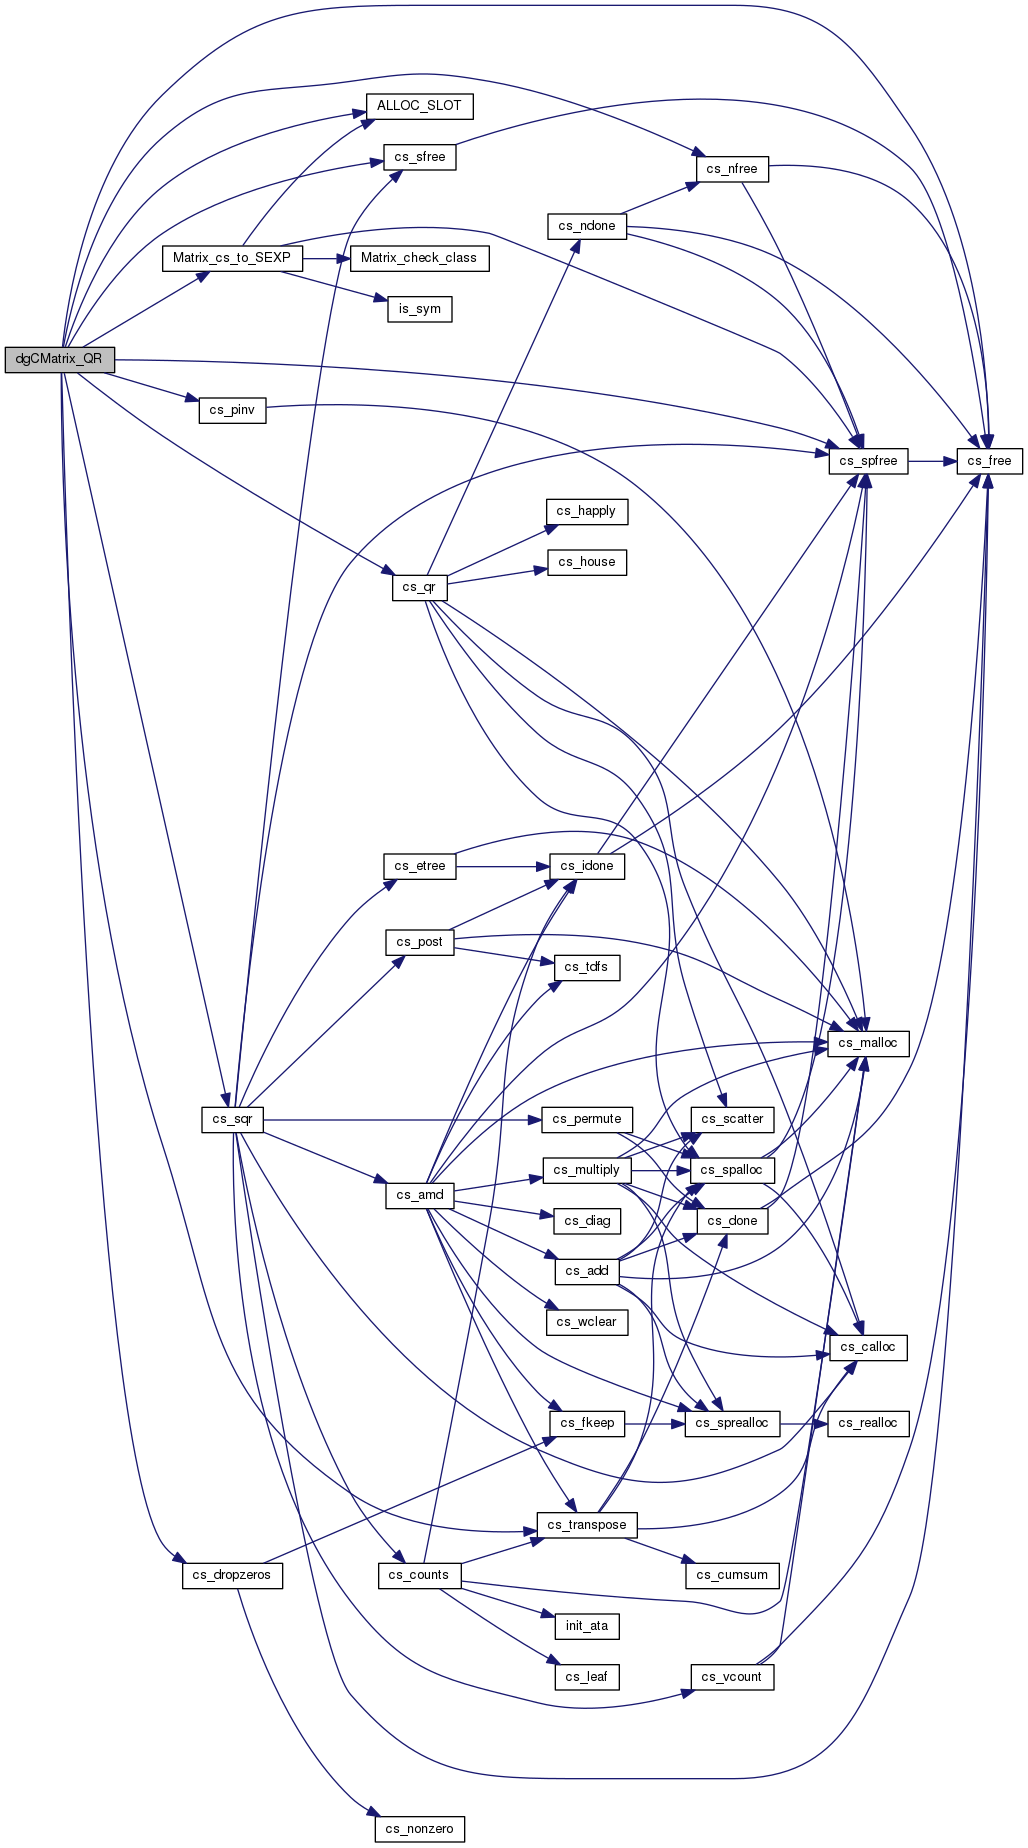 ALLOC_SLOT
cs_sfree
cs_nfree
cs_ndone
Matrix_cs_to_SEXP
Matrix_check_class
is_sym
dgCMatrix_QR
cs_pinv
cs_spfree
cs_free
cs_happly
cs_house
cs_qr
cs_etree
cs_idone
cs_post
cs_tdfs
cs_malloc
cs_sqr
cs_permute
cs_scatter
cs_multiply
cs_spalloc
cs_amd
cs_diag
cs_done
cs_add
cs_wclear
cs_calloc
cs_fkeep
cs_sprealloc
cs_realloc
cs_transpose
cs_dropzeros
cs_counts
cs_cumsum
init_ata
cs_leaf
cs_vcount
cs_nonzero